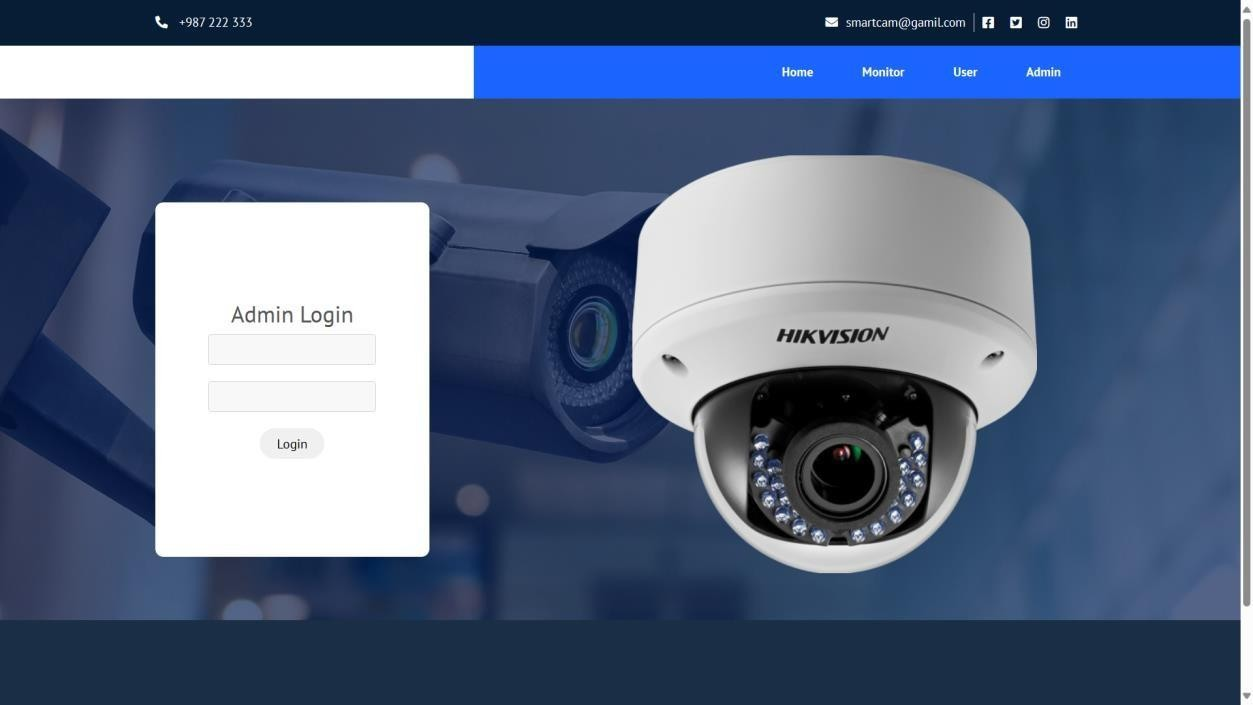 +987 222 333
smartcam@gamil.com
Home Monitor User Admin
Admin Login
HIKVISION
Login